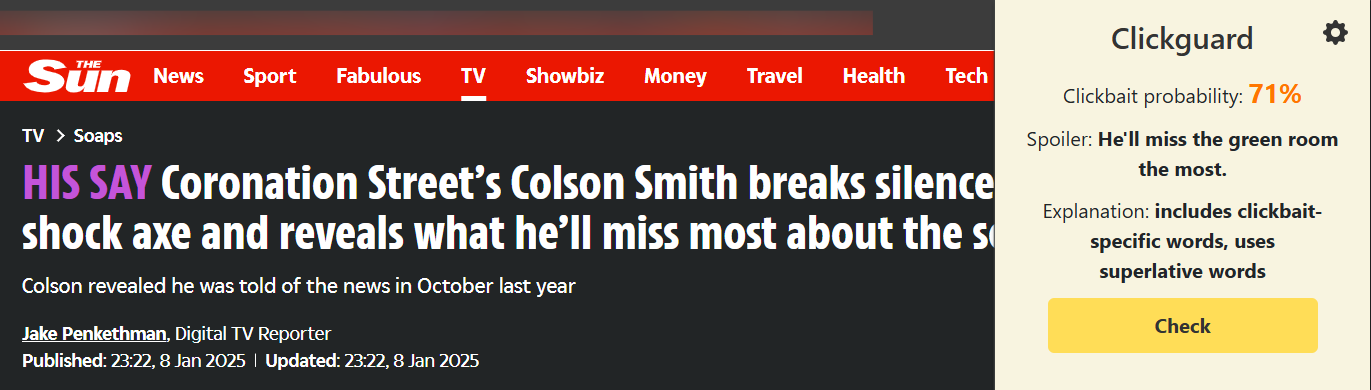 THE Sun News Sport Fabulous TV Showbiz Money Travel Health Tech
TV > Soaps
HIS SAY Coronation Street’s Colson Smith breaks silence
shock axe and reveals what he’ll miss most about the
Colson revealed he was told of the news in October last year
Jake Penkethman, Digital TV Reporter
Published: 23:22, 8 Jan 2025 | Updated: 23:22, 8 Jan 2025
Clickguard
Clickbait probability: 71%
Spoiler: He'll miss the green room
the most.
Explanation: includes clickbait-
specific words, uses
superlative words
Check